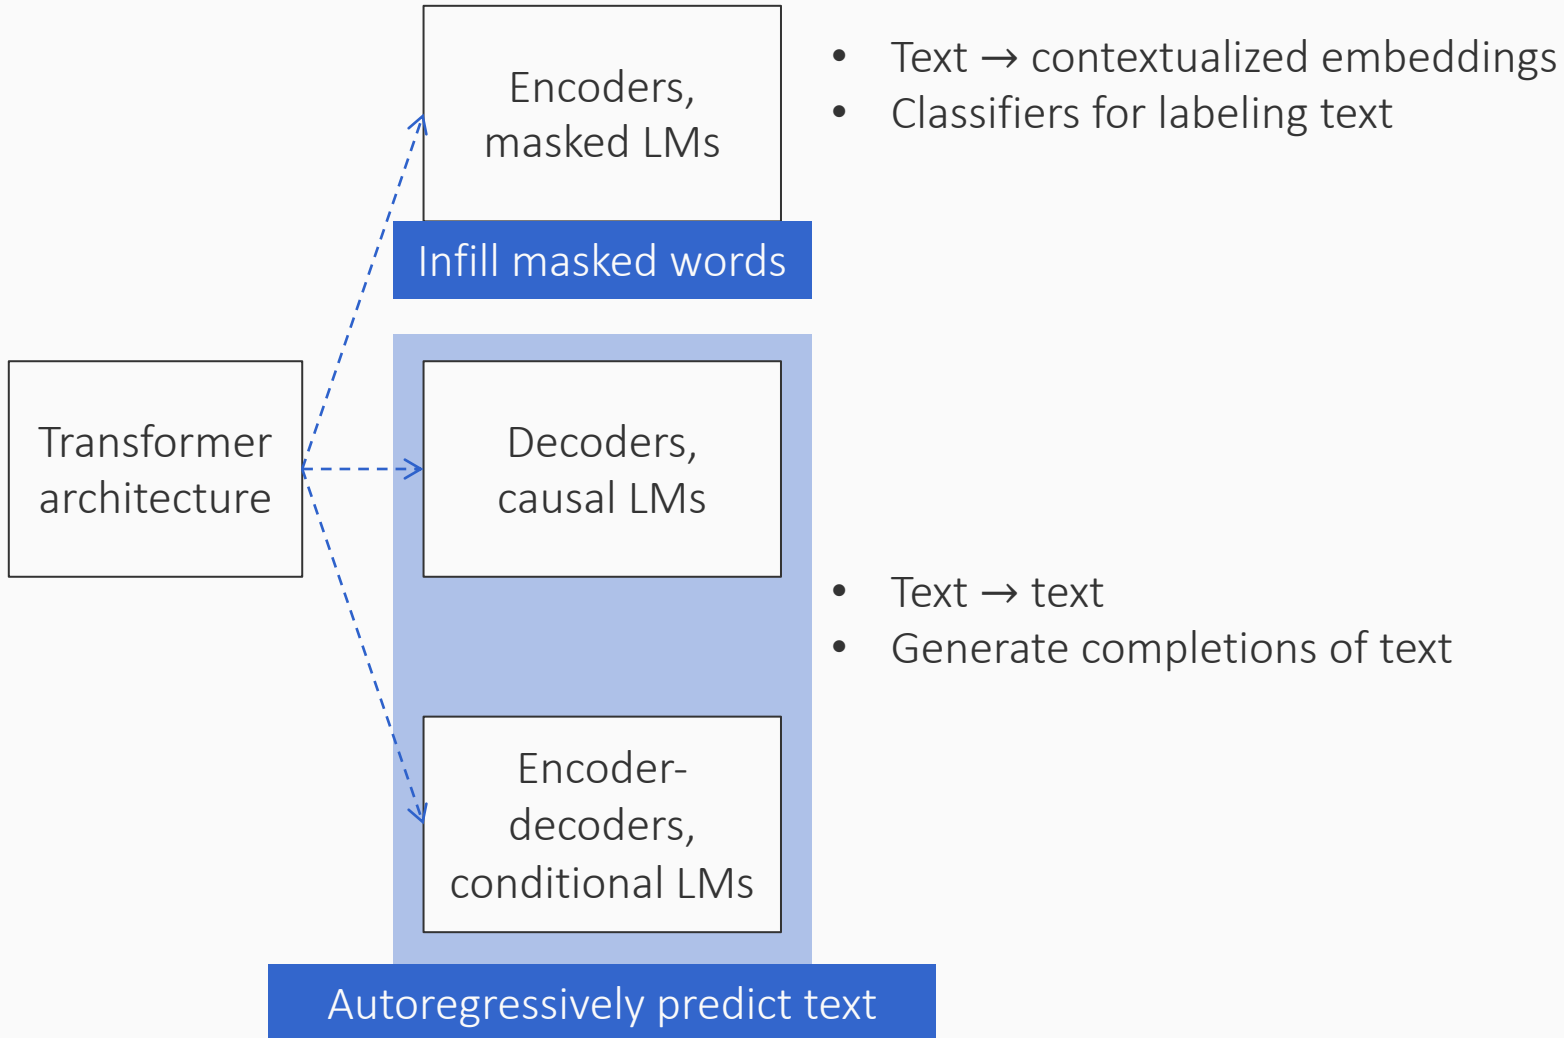 Encoders,
masked LMs
Infill masked words
• Text → contextualized embeddings
• Classifiers for labeling text
Transformer
architecture
Decoders,
causal LMs
• Text → text
• Generate completions of text
Encoder-
decoders,
conditional LMs
Autoregressively predict text